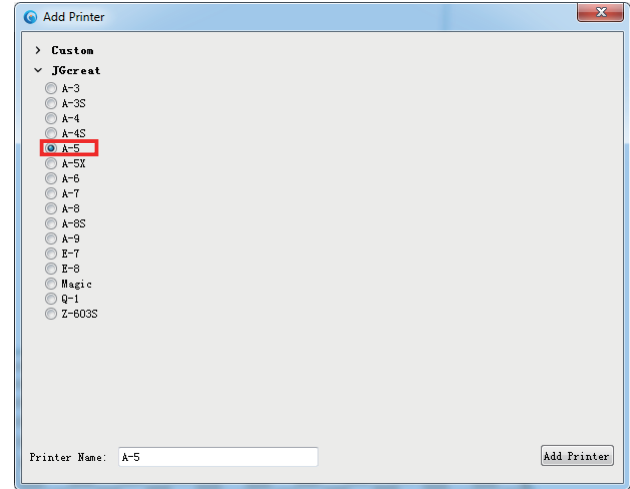 Add Printer
Custom
JGcreat
A-3
A-3S
A-4
A-4S
A-5
A-5X
A-6
A-7
A-8
A-8S
A-9
E-7
E-8
Magic
Q-1
Z-603S
Printer Name: A-5 Add Printer